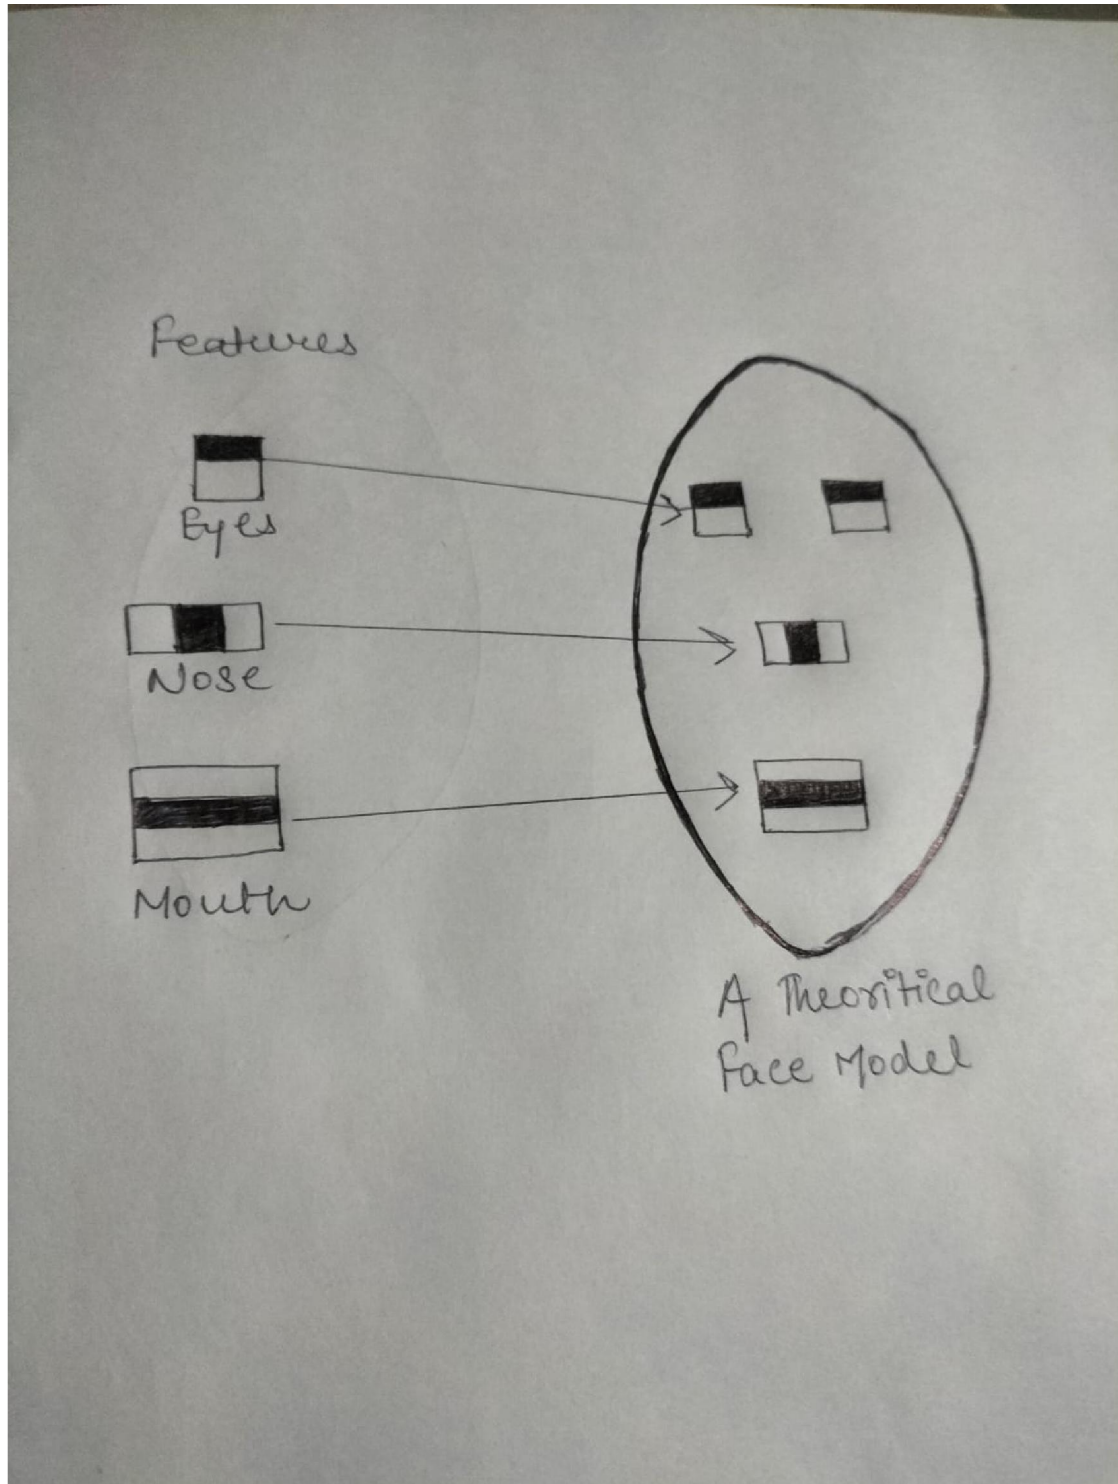 Features
Eyes
Nose
Mouth
A Theoritical
Face Model